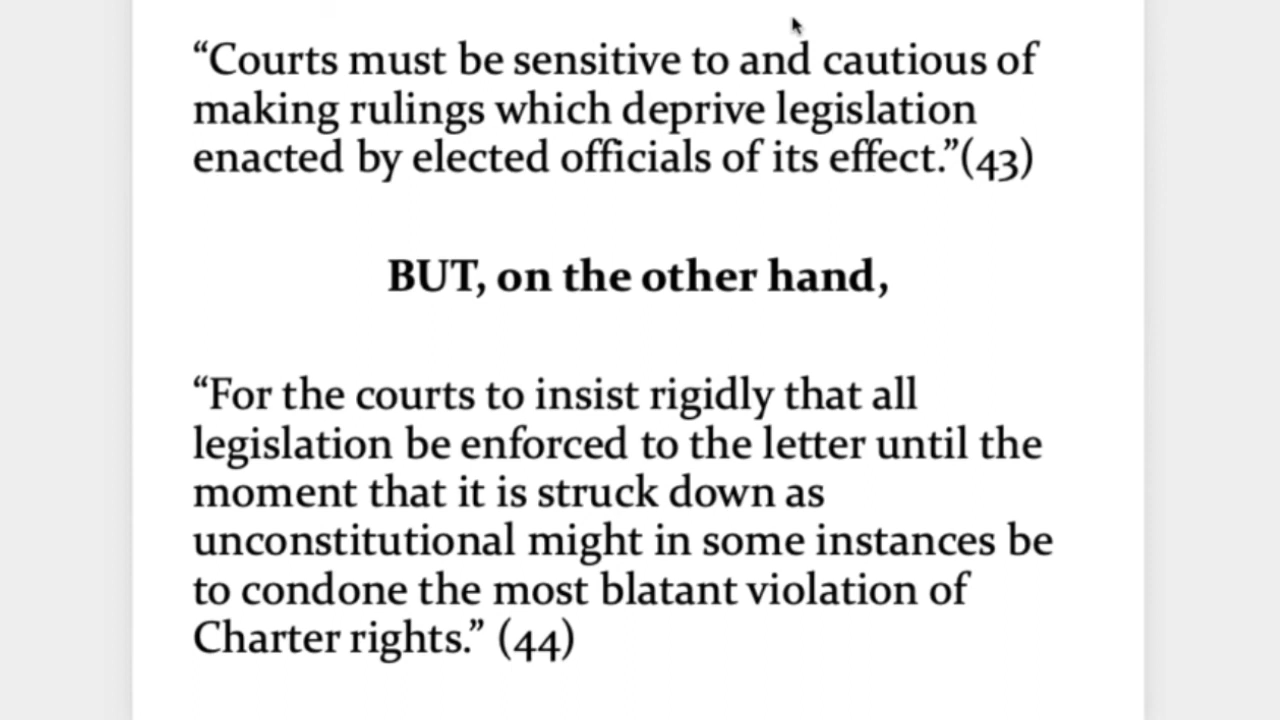 “Courts must be sensitive to and cautious of
making rulings which deprive legislation
enacted by elected officials of its effect.”(43)
BUT, on the other hand,
“For the courts to insist rigidly that all
legislation be enforced to the letter until the
moment that it is struck down as
unconstitutional might in some instances be
to condone the most blatant violation of
Charter rights.” (44)